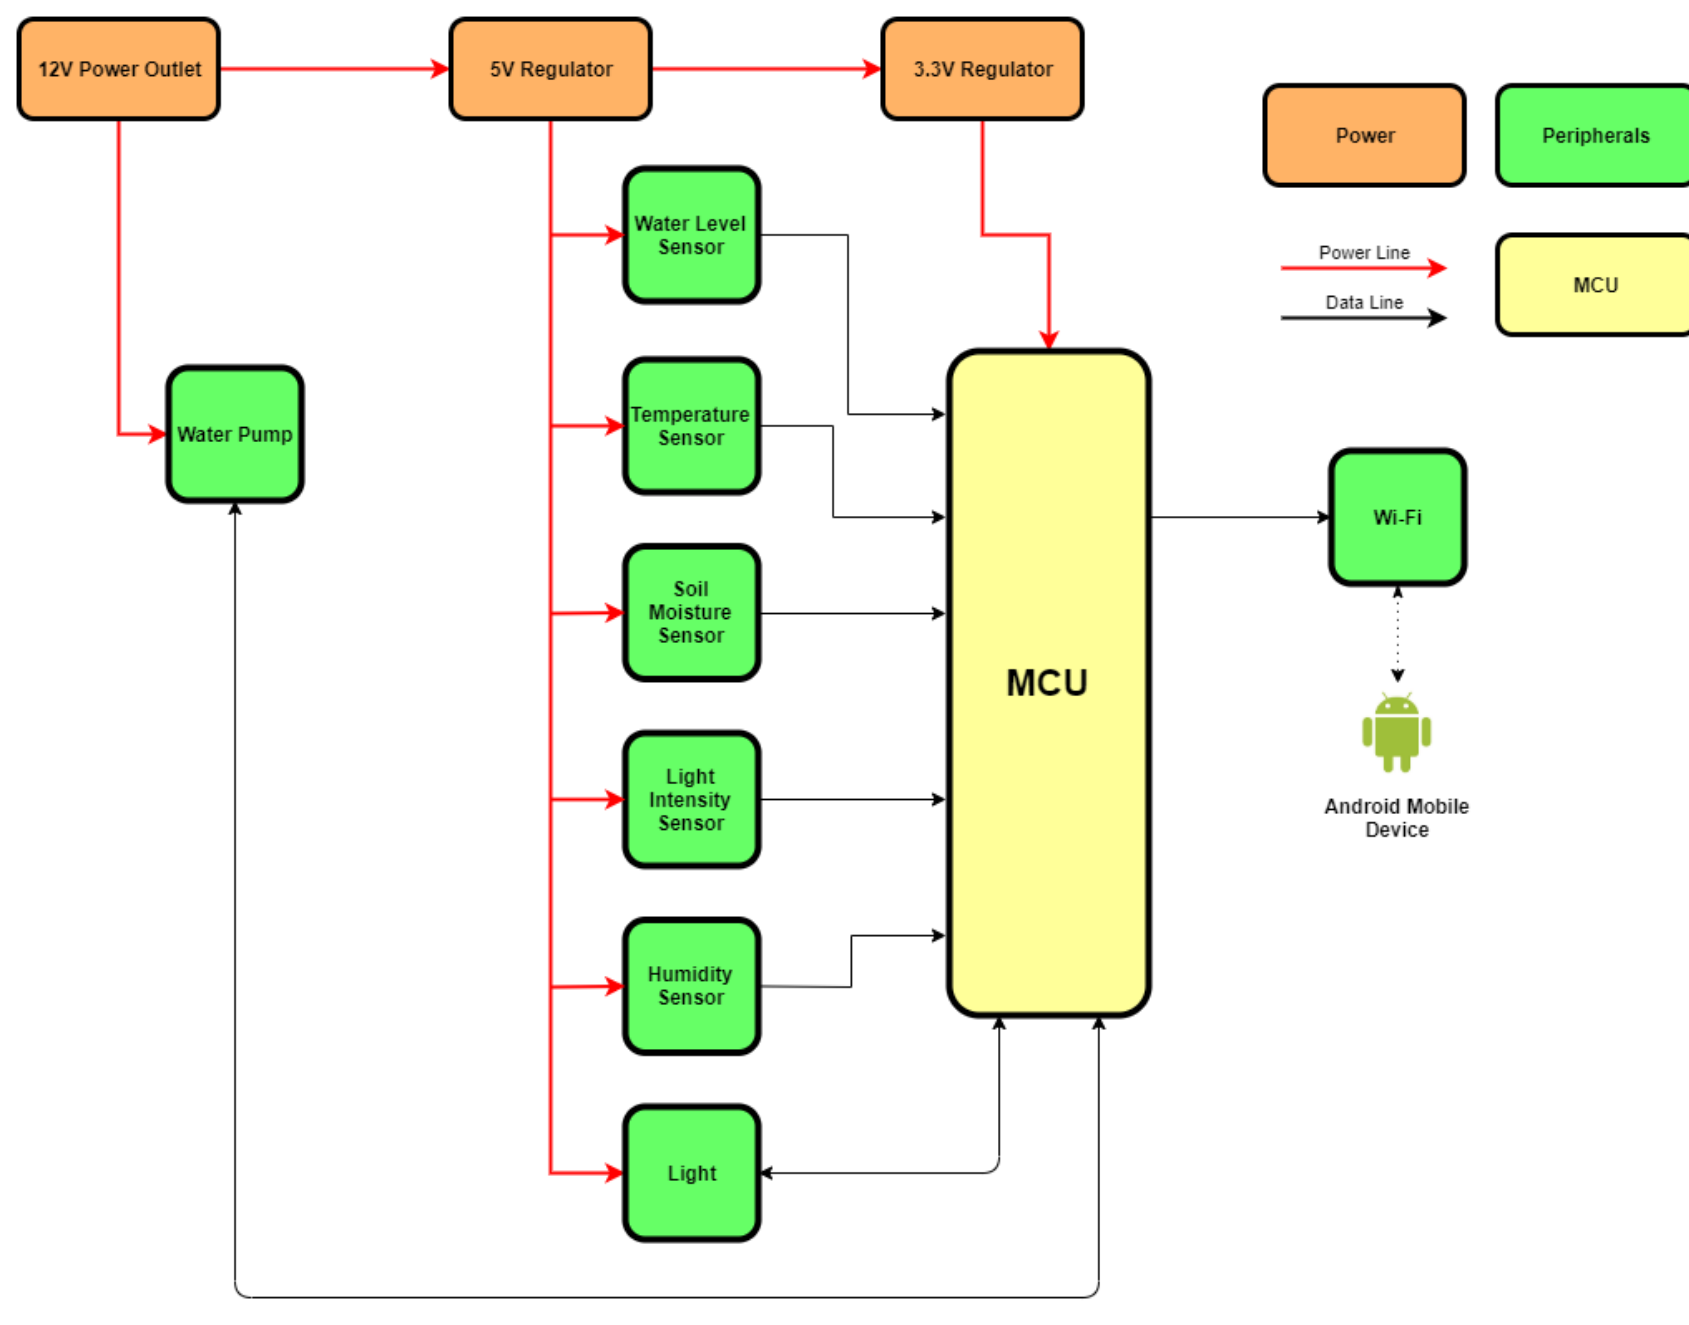 12V Power Outlet
5V Regulator
3.3V Regulator
Power
Peripherals
Power Line
Data Line
MCU
Water Level
Sensor
Temperature
Sensor
Water Pump
Soil
Moisture
Sensor
Light
Intensity
Sensor
Humidity
Sensor
Light
MCU
Wi-Fi
Android Mobile
Device